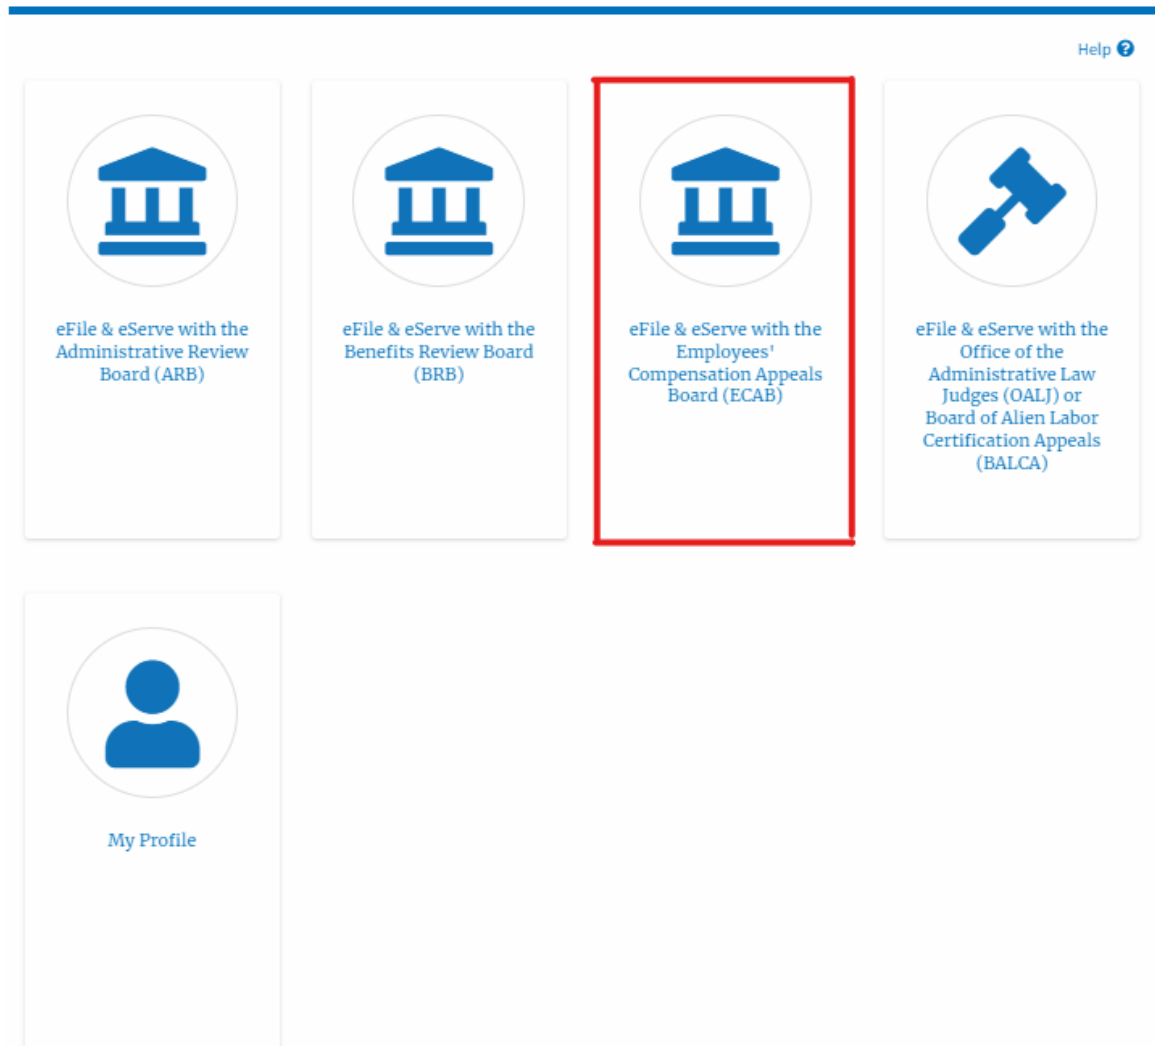 Help
eFile & eServe with the
Administrative Review
Board (ARB)
eFile & eServe with the
Benefits Review Board
(BRB)
eFile & eServe with the
Employees'
Compensation Appeals
Board (ECAB)
eFile & eServe with the
Office of the
Administrative Law
Judges (OALJ) or
Board of Alien Labor
Certification Appeals
(BALCA)
My Profile